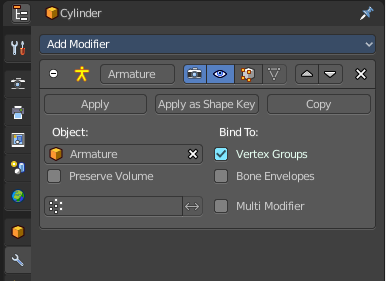 Cylinder
Add Modifier
Armature
Apply Apply as Shape Key Copy
Object: Bind To:
Armature Vertex Groups
Preserve Volume Bone Envelopes
Multi Modifier